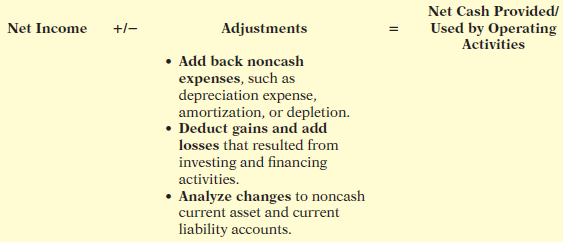 Net Income +/− Adjustments = Net Cash Provided/
Used by Operating
Activities
• Add back noncash
expenses, such as
depreciation expense,
amortization, or depletion.
• Deduct gains and add
losses that resulted from
investing and financing
activities.
• Analyze changes to noncash
current asset and current
liability accounts.